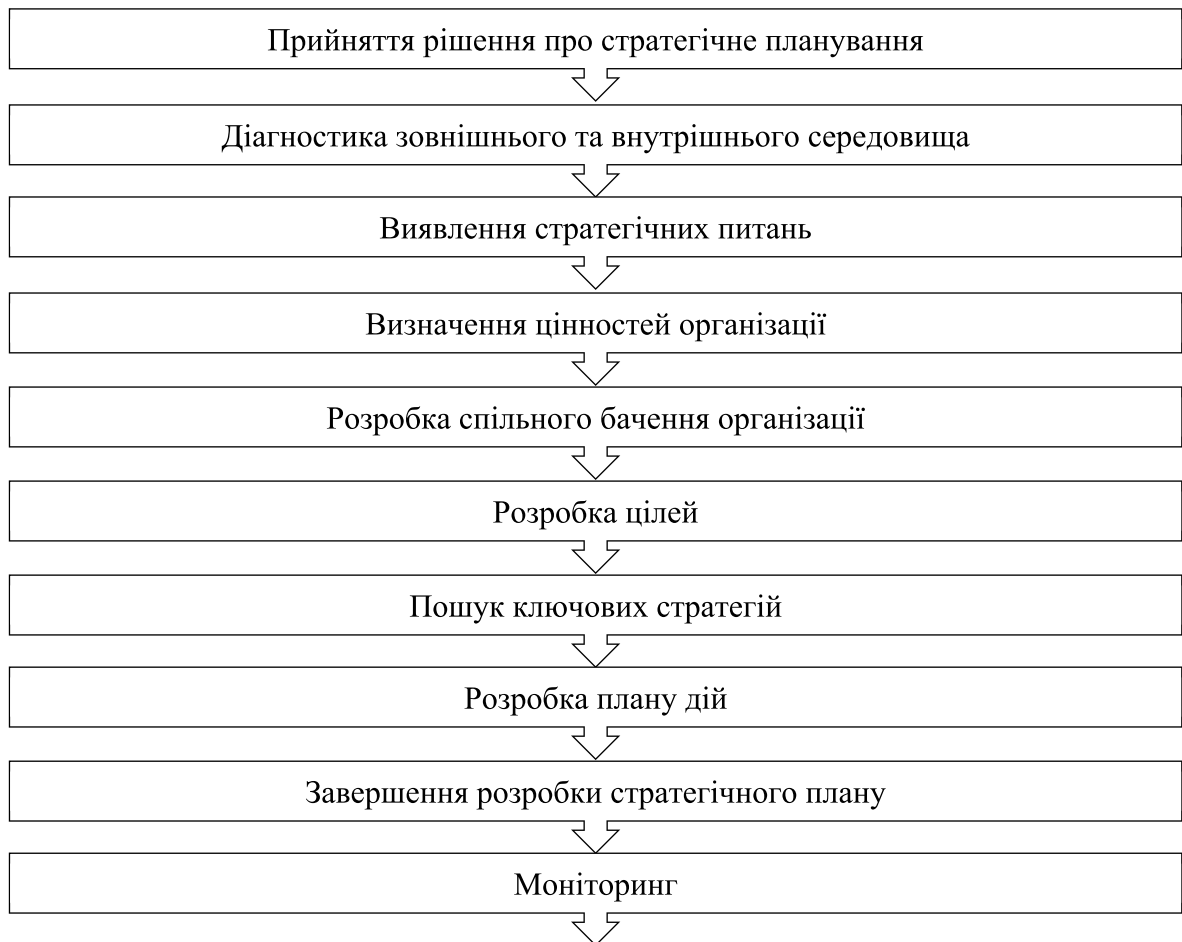 Прийняття рішення про стратегічне планування
Діагностика зовнішнього та внутрішнього середовища
Виявлення стратегічних питань
Визначення цінностей організації
Розробка спільного бачення організації
Розробка цілей
Пошук ключових стратегій
Розробка плану дій
Завершення розробки стратегічного плану
Моніторинг